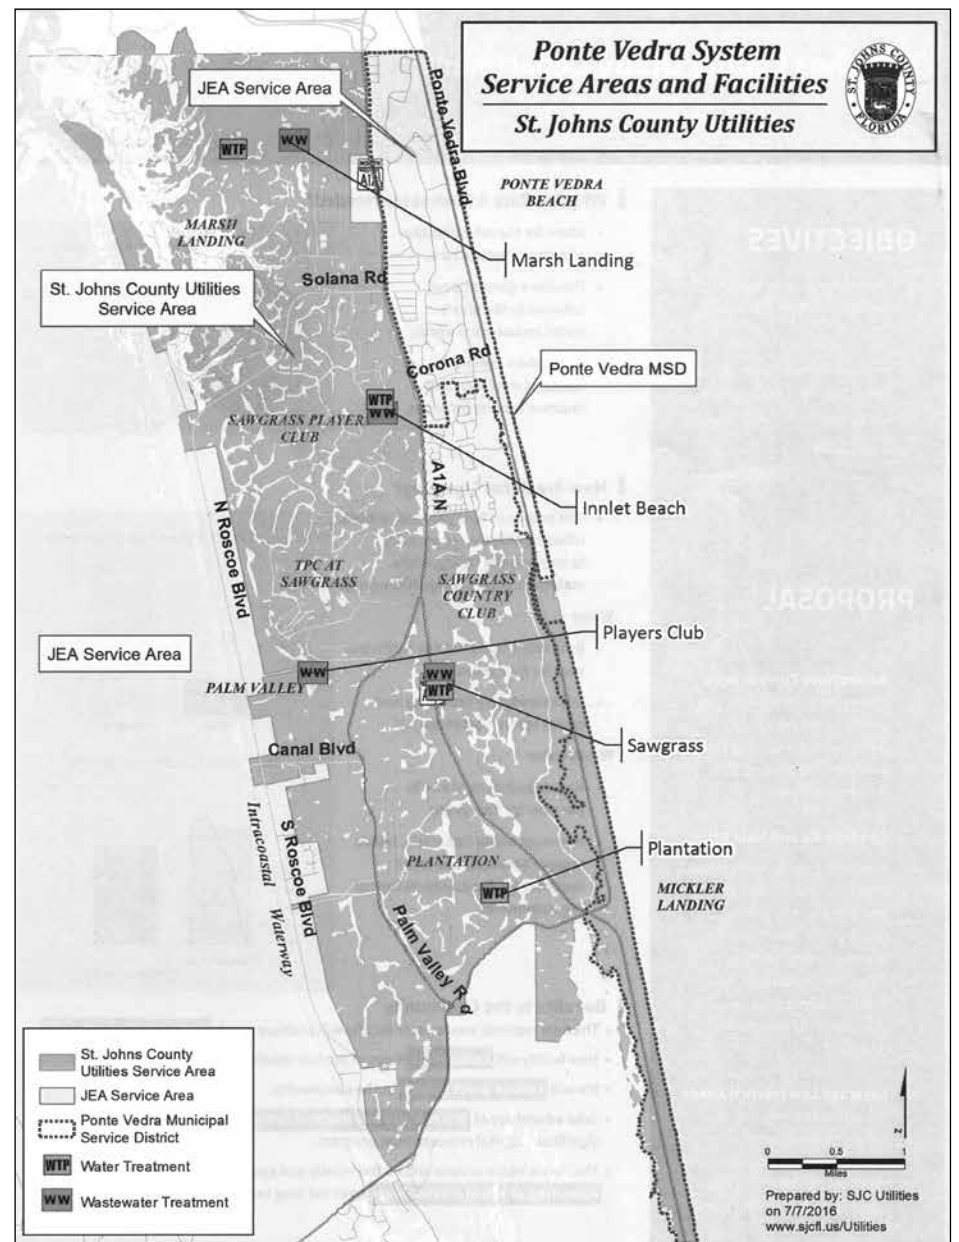 Ponte Vedra System
Service Areas and Facilities
St. Johns County Utilities
ST. JOHNS COUNTY
FLORIDA
JEA Service Area
Ponte Vedra Blvd
WTP
WW
A1A
PONTE VEDRA
BEACH
MARSH
LANDING
Marsh Landing
Solana Rd
St. Johns County Utilities
Service Area
Corona Rd
Ponte Vedra MSD
WTP
WW
SAWGRASS PLAYER
CLUB
A1A N
Innlet Beach
N Roscoe Blvd
TPC AT
SAWGRASS
SAWGRASS
COUNTRY
CLUB
OBJECTIVES
PROPOSAL
Players Club
JEA Service Area
WW
PALM VALLEY
WW
WTP
Sawgrass
Canal Blvd
Intracoastal
Waterway
S Roscoe Blvd
Plantation
PLANTATION
WTP
MICKLER
LANDING
Palm Valley Rd
St. Johns County
Utilities Service Area
JEA Service Area
Ponte Vedra Municipal
Service District
WTP Water Treatment
WW Wastewater Treatment
N
0 0.5 1
Miles
Prepared by: SJC Utilities
on 7/7/2016
www.sjcfl.us/Utilities